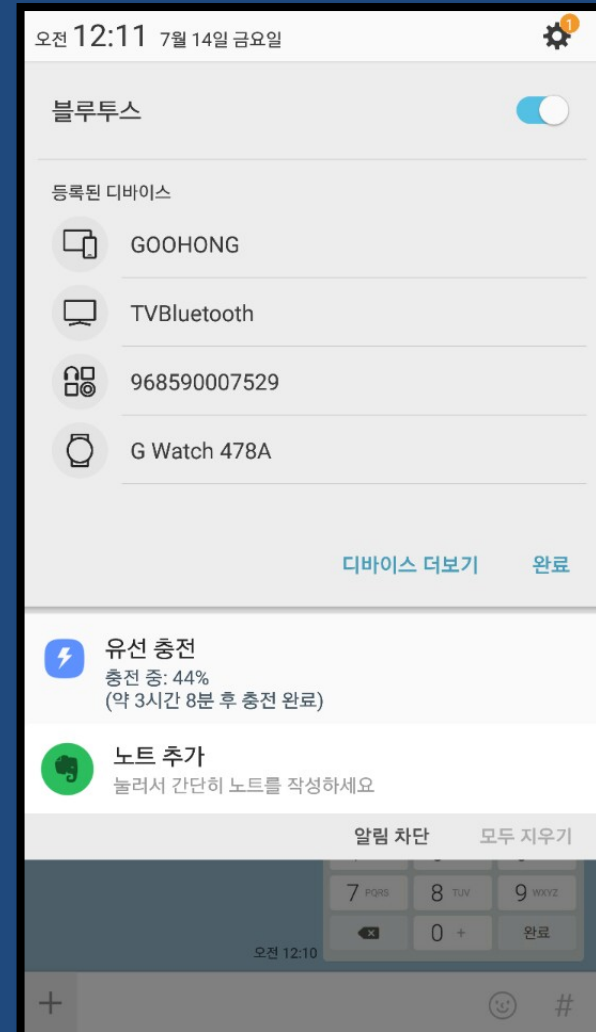 오전 12:11 7월 14일 금요일
1
블루투스
등록된 디바이스
GOOHONG
TVBluetooth
968590007529
G Watch 478A
디바이스 더보기 완료
유선 충전
충전 중: 44%
(약 3시간 8분 후 충전 완료)
노트 추가
눌러서 간단히 노트를 작성하세요
알림 차단 모두 지우기
7 PQRS 8 TUV 9 WXYZ
0 + 완료
오전 12:10
+ #